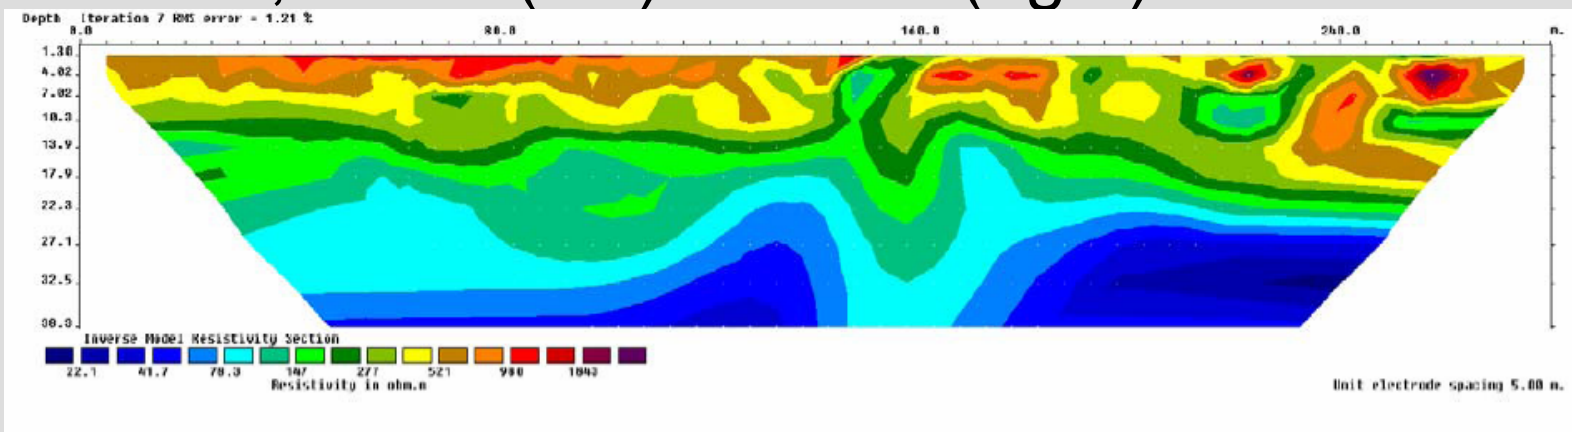 Depth Iteration 7 RMS error = 1.21 %
0.0 80.0 160.0 240.0 m.
1.30
4.02
7.02
10.3
13.9
17.9
22.3
27.1
32.5
38.3
Inverse Model Resistivity Section
22.1 41.7 78.3 147 277 521 980 1843
Resistivity in ohm.m
Unit electrode spacing 5.00 m.